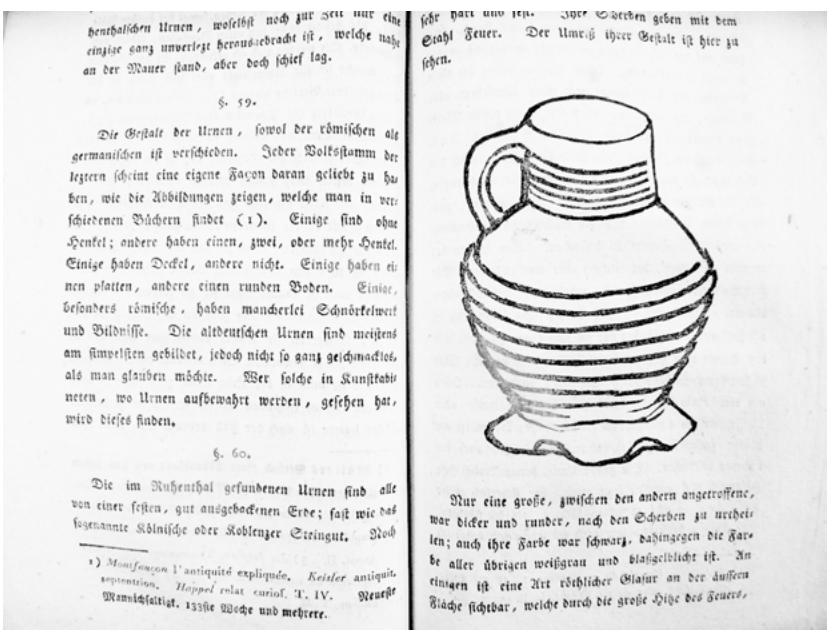 benthalschen Urnen, woselbst noch zur Zeit nur eine
einzige ganz unverlezt herausgebracht ist, welche nahe
an der Mauer stand, aber doch schief lag.
§. 59.
Die Gestalt der Urnen, sowol der römischen als
germanischen ist verschieden. Jeder Volksstamm der
leztern scheint eine eigene Façon daran geliebt zu ha-
ben, wie die Abbildungen zeigen, welche man in ver-
schiedenen Büchern findet (1). Einige sind ohne
Henkel; andere haben einen, zwei, oder mehr Henkel.
Einige haben Deckel, andere nicht. Einige haben ei-
nen platten, andere einen runden Boden. Einige,
besonders römische, haben mancherlei Schnörkelwerk
und Bildnisse. Die altdeutschen Urnen sind meistens
am simpelsten gebildet, jedoch nicht so ganz geschmacklos,
als man glauben möchte. Wer solche in Kunstkabi-
neten, wo Urnen aufbewahrt werden, gesehen hat,
wird dieses finden.
§. 60.
Die im Ruhenthal gefundenen Urnen sind alle
von einer festen, gut ausgebackenen Erde; fast wie das
sogenannte Kölnische oder Koblenzer Steingut. Noch
1) Montfaucon l'antiquité expliquée. Keisler antiquit.
septentrion. Happel relat curios. T. IV. Neueste
Mannichfaltigt. 133ste Woche und mehrere.
sehr hart und fest. Ihre Scherben geben mit dem
Stahl Feuer. Der Umriß ihrer Gestalt ist hier zu
sehen.
Nur eine große, zwischen den andern angetroffene,
war dicker und runder, nach den Scherben zu urthei-
len; auch ihre Farbe war schwarz, dahingegen die Far-
be aller übrigen weißgrau und blaßgelblicht ist. An
einigen ist eine Art röthlicher Glasur an der äussern
Fläche sichtbar, welche durch die große Hitze des Feuers,